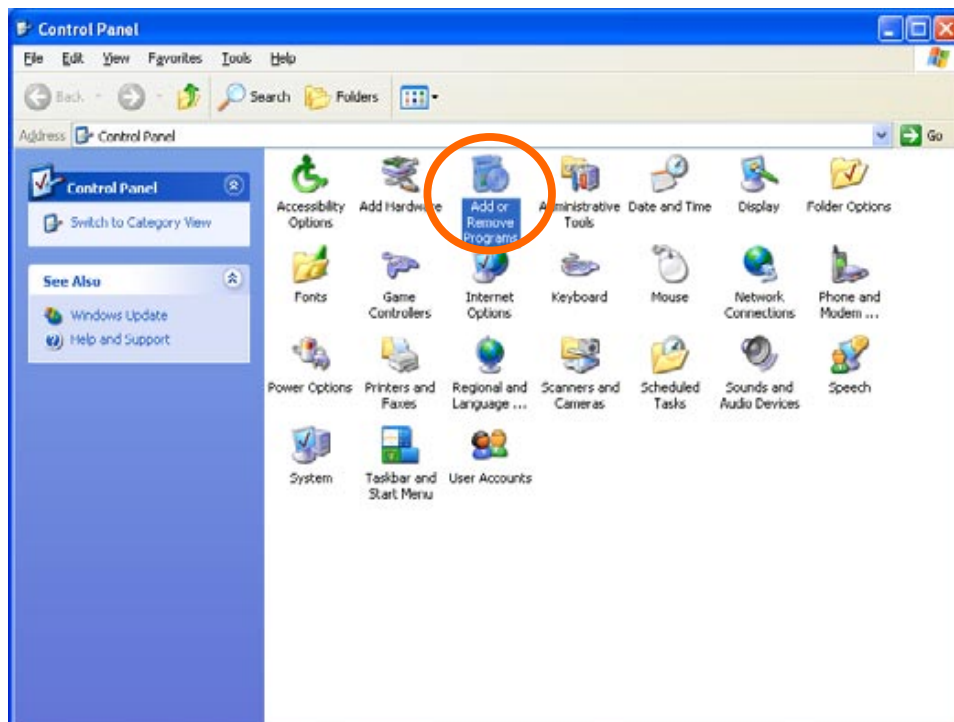 Control Panel
File Edit View Favorites Tools Help
Back Search Folders
Address Control Panel Go
Control Panel
Switch to Category View
See Also
Windows Update
Help and Support
Accessibility Options
Add Hardware
Add or Remove Programs
Administrative Tools
Date and Time
Display
Folder Options
Fonts
Game Controllers
Internet Options
Keyboard
Mouse
Network Connections
Phone and Modem ...
Power Options
Printers and Faxes
Regional and Language ...
Scanners and Cameras
Scheduled Tasks
Sounds and Audio Devices
Speech
System
Taskbar and Start Menu
User Accounts